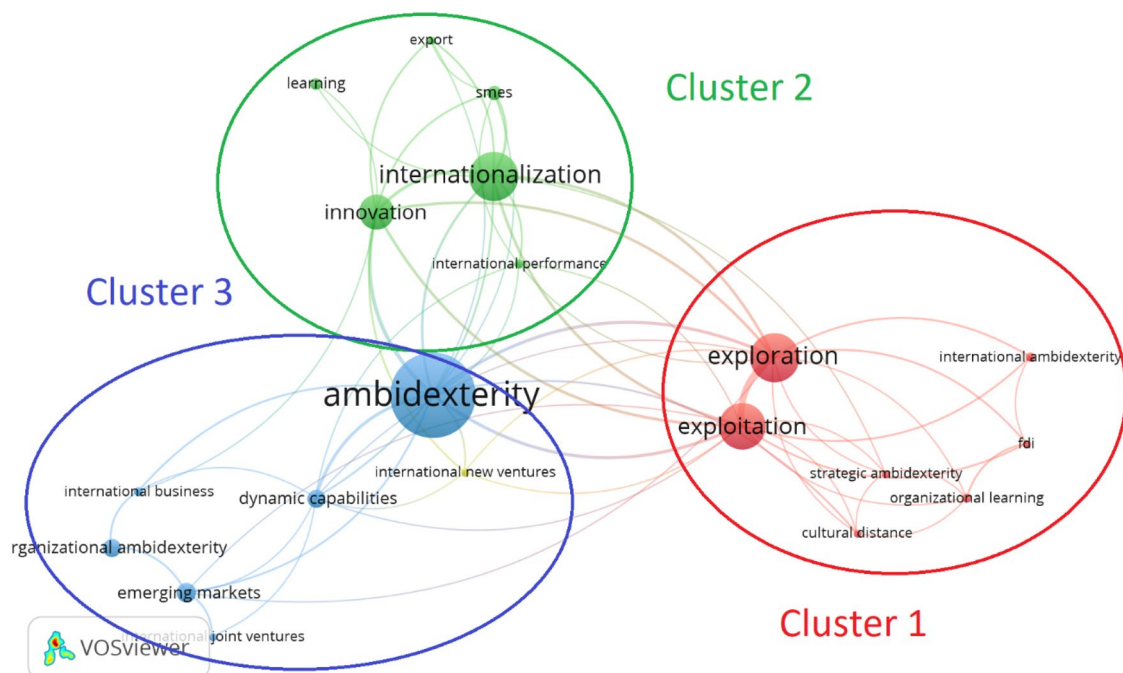 export
learning
smes
Cluster 2
internationalization
innovation
international performance
Cluster 3
exploration
international ambidexterity
ambidexterity
exploitation
fdi
international new ventures
strategic ambidexterity
international business
dynamic capabilities
organizational learning
cultural distance
rganizational ambidexterity
emerging markets
Cluster 1
international joint ventures
VOSviewer